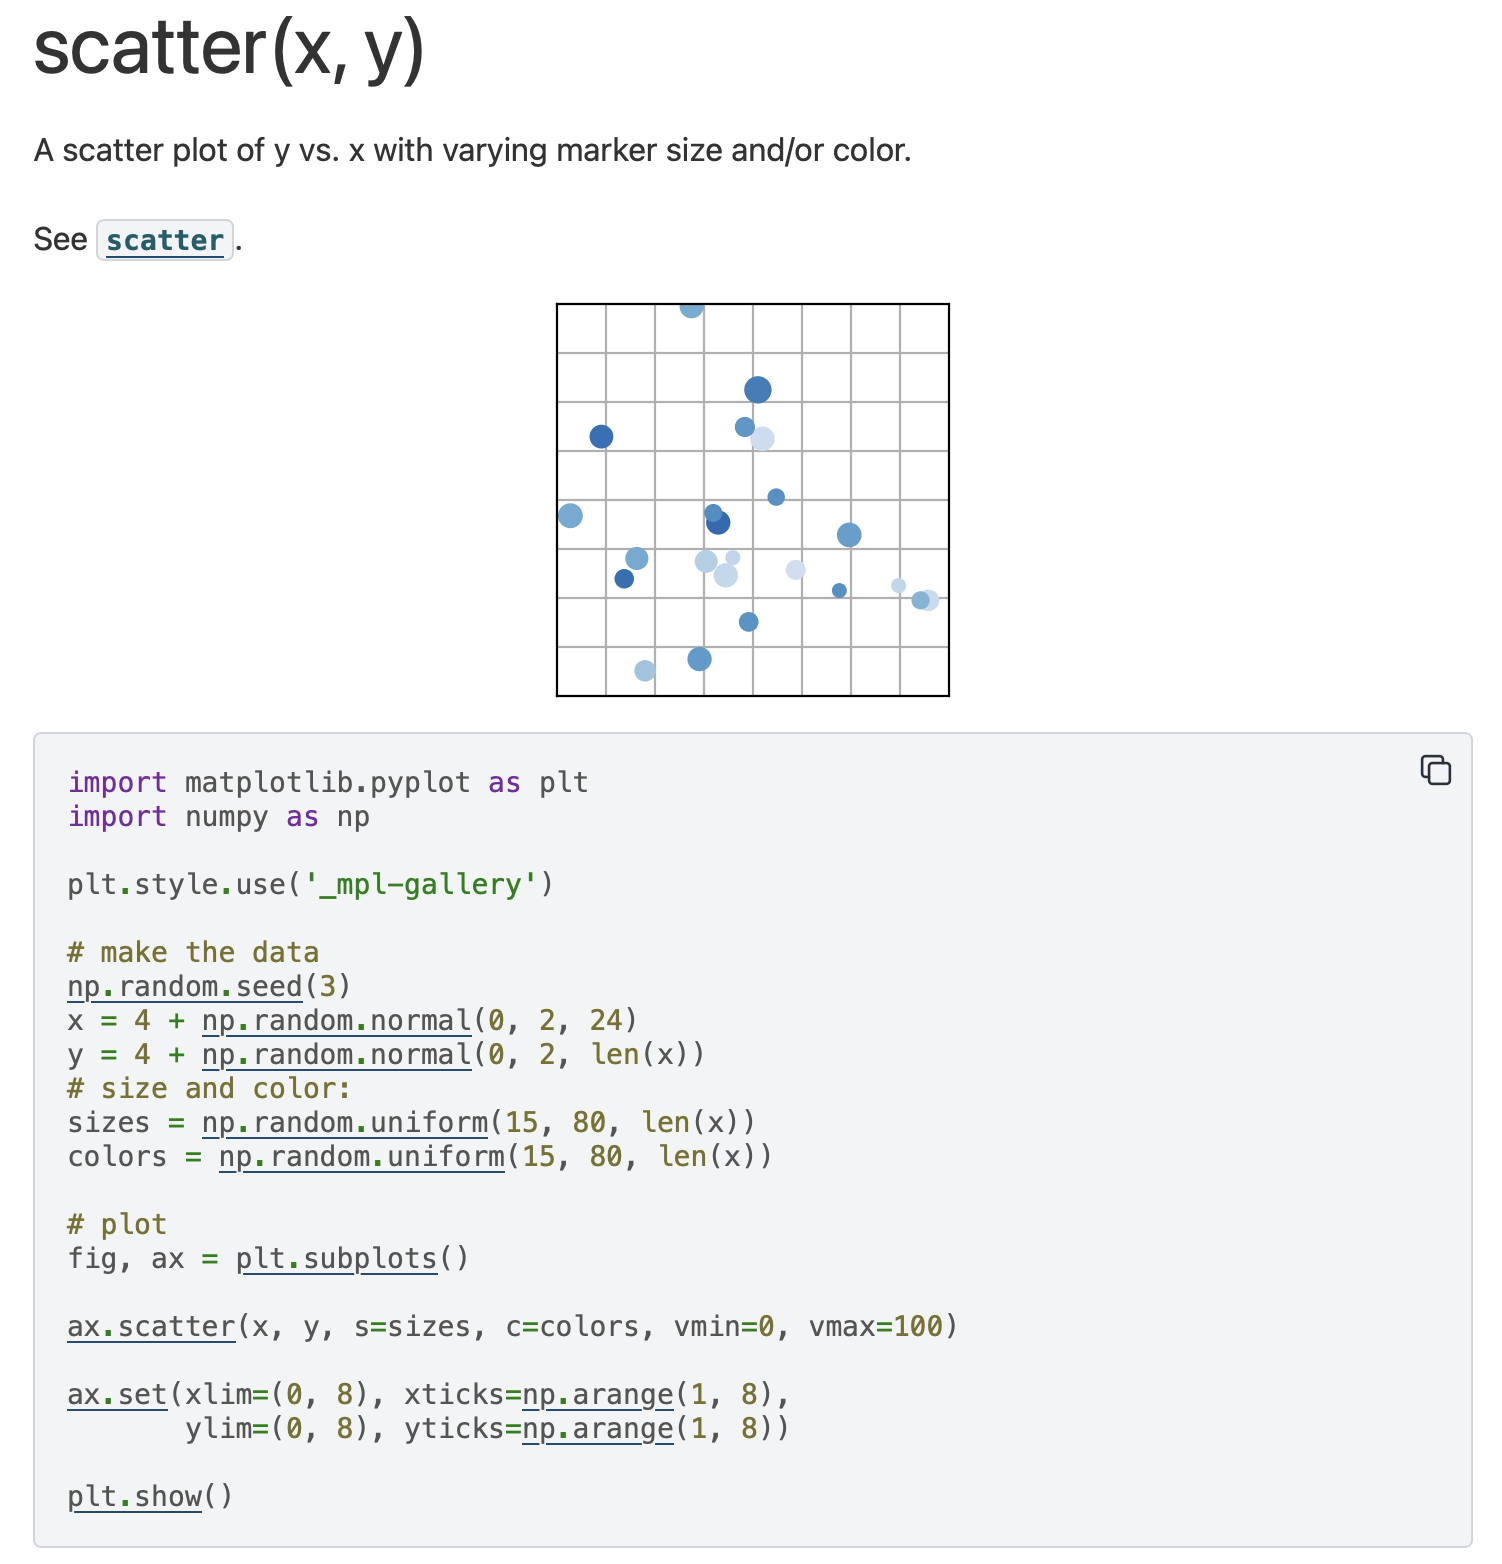 scatter(x, y)
A scatter plot of y vs. x with varying marker size and/or color.
See scatter.
import matplotlib.pyplot as plt
import numpy as np
plt.style.use('_mpl-gallery')
# make the data
np.random.seed(3)
x = 4 + np.random.normal(0, 2, 24)
y = 4 + np.random.normal(0, 2, len(x))
# size and color:
sizes = np.random.uniform(15, 80, len(x))
colors = np.random.uniform(15, 80, len(x))
# plot
fig, ax = plt.subplots()
ax.scatter(x, y, s=sizes, c=colors, vmin=0, vmax=100)
ax.set(xlim=(0, 8), xticks=np.arange(1, 8),
       ylim=(0, 8), yticks=np.arange(1, 8))
plt.show()